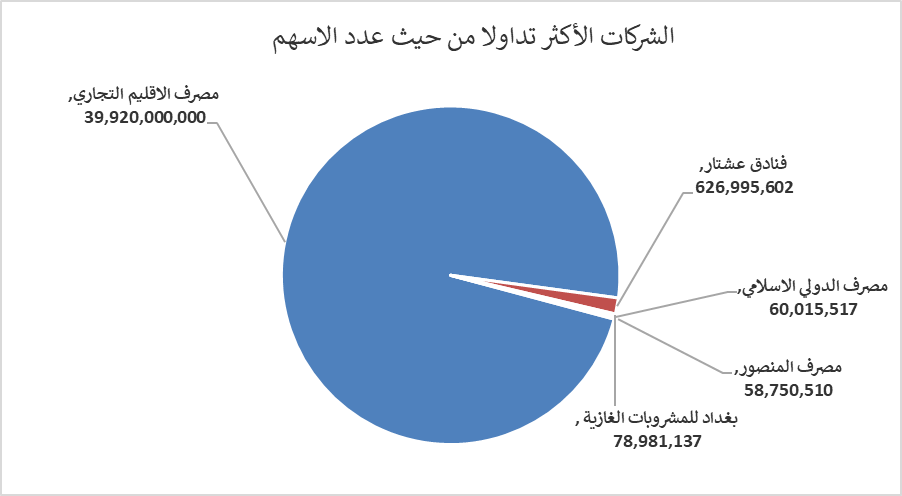 الشركات الأكثر تداولا من حيث عدد الاسهم
مصرف الاقليم التجاري,
39,920,000,000
فنادق عشتار,
626,995,602
مصرف الدولي الاسلامي,
60,015,517
مصرف المنصور,
58,750,510
بغداد للمشروبات الغازية ,
78,981,137